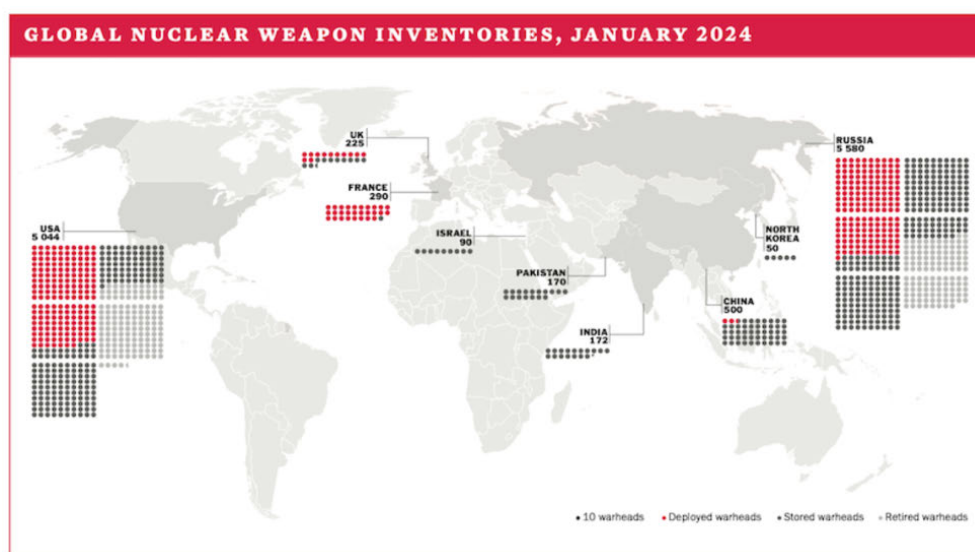 GLOBAL NUCLEAR WEAPON INVENTORIES, JANUARY 2024
UK
225
RUSSIA
5 580
FRANCE
290
USA
5 044
ISRAEL
90
NORTH
KOREA
50
PAKISTAN
170
CHINA
500
INDIA
172
10 warheads
Deployed warheads
Stored warheads
Retired warheads